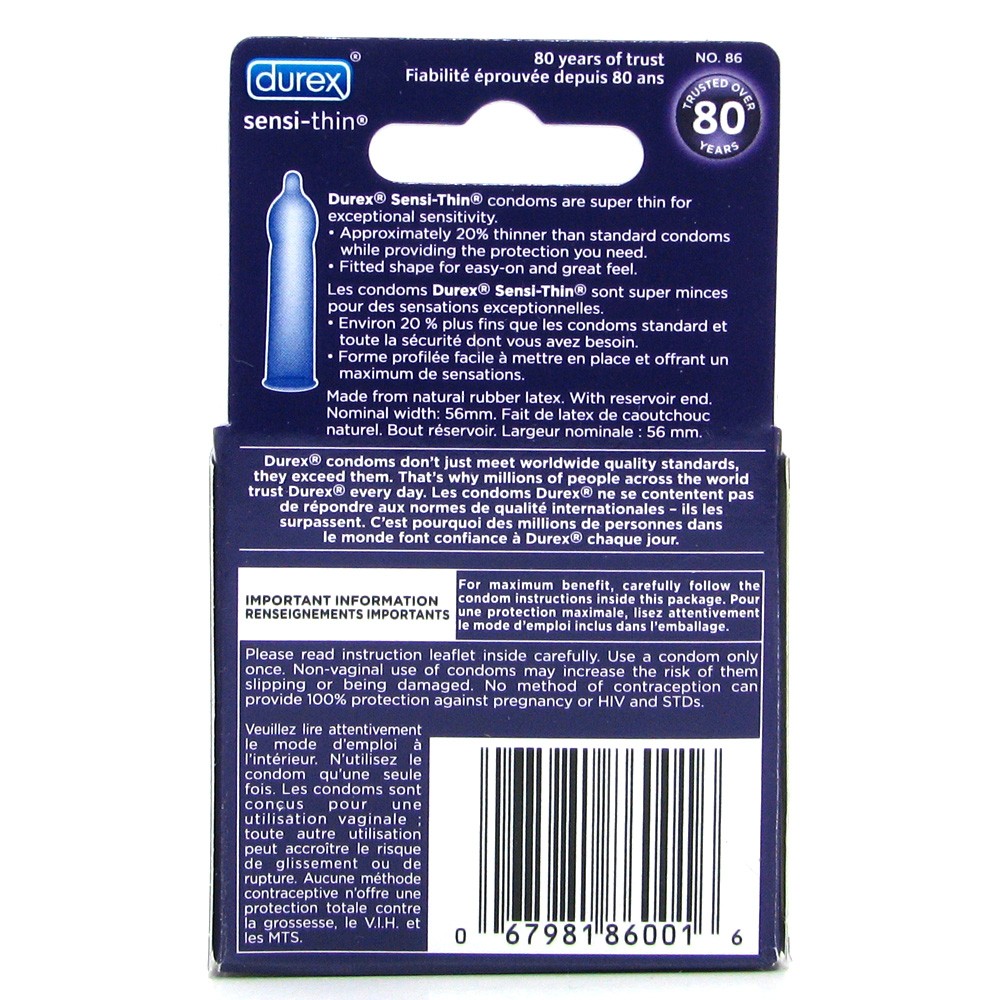 durex®
sensi-thin®
80 years of trust
Fiabilité éprouvée depuis 80 ans
NO. 86
TRUSTED OVER
80
YEARS
Durex® Sensi-Thin® condoms are super thin for
exceptional sensitivity.
• Approximately 20% thinner than standard condoms
while providing the protection you need.
• Fitted shape for easy-on and great feel.
Les condoms Durex® Sensi-Thin® sont super minces
pour des sensations exceptionnelles.
• Environ 20 % plus fins que les condoms standard et
toute la sécurité dont vous avez besoin.
• Forme profilée facile à mettre en place et offrant un
maximum de sensations.
Made from natural rubber latex. With reservoir end.
Nominal width: 56mm. Fait de latex de caoutchouc
naturel. Bout réservoir. Largeur nominale : 56 mm.
Durex® condoms don't just meet worldwide quality standards,
they exceed them. That's why millions of people across the world
trust Durex® every day. Les condoms Durex® ne se contentent pas
de répondre aux normes de qualité internationales – ils les
surpassent. C'est pourquoi des millions de personnes dans
le monde font confiance à Durex® chaque jour.
IMPORTANT INFORMATION
RENSEIGNEMENTS IMPORTANTS
For maximum benefit, carefully follow the
condom instructions inside this package. Pour
une protection maximale, lisez attentivement
le mode d'emploi inclus dans l'emballage.
Please read instruction leaflet inside carefully. Use a condom only
once. Non-vaginal use of condoms may increase the risk of them
slipping or being damaged. No method of contraception can
provide 100% protection against pregnancy or HIV and STDs.
Veuillez lire attentivement
le mode d'emploi à
l'intérieur. N'utilisez le
condom qu'une seule
fois. Les condoms sont
conçus pour une
utilisation vaginale ;
toute autre utilisation
peut accroître le risque
de glissement ou de
rupture. Aucune méthode
contraceptive n'offre une
protection totale contre
la grossesse, le V.I.H. et
les MTS.
0 67981 86001 6